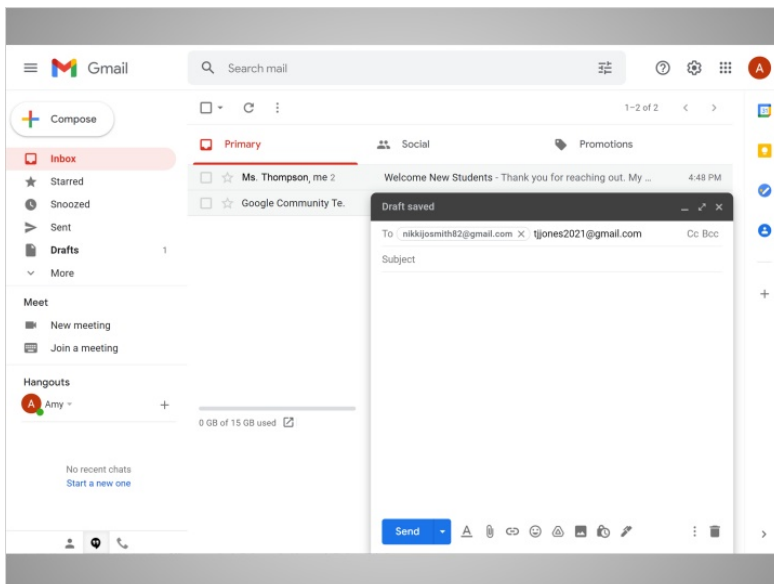 Gmail
Search mail
A
Compose
1–2 of 2
Primary
Social
Promotions
Inbox
Starred
Snoozed
Sent
Drafts 1
More
Ms. Thompson, me 2 Welcome New Students - Thank you for reaching out. My ... 4:48 PM
Google Community Te.
Draft saved
To nikkijosmith82@gmail.com tjjones2021@gmail.com Cc Bcc
Subject
Meet
New meeting
Join a meeting
Hangouts
A Amy
0 GB of 15 GB used
No recent chats
Start a new one
Send